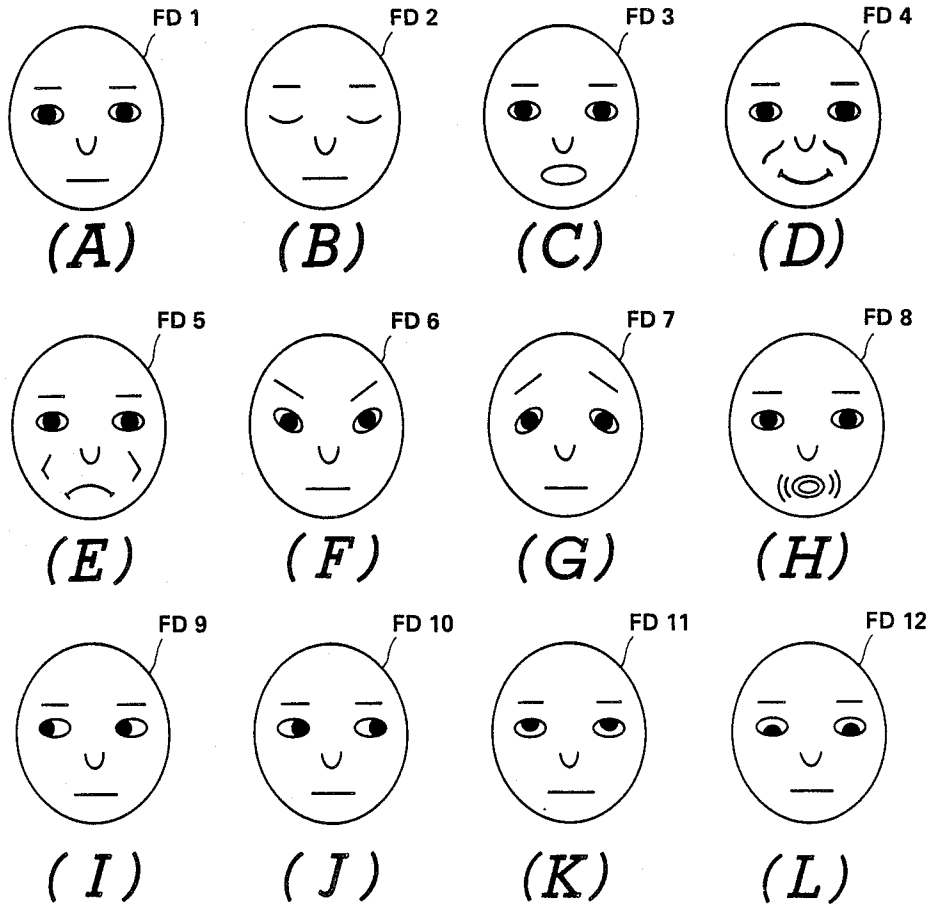 FD 1 FD 2 FD 3 FD 4
(A) (B) (C) (D)
FD 5 FD 6 FD 7 FD 8
(E) (F) (G) (H)
FD 9 FD 10 FD 11 FD 12
(I) (J) (K) (L)